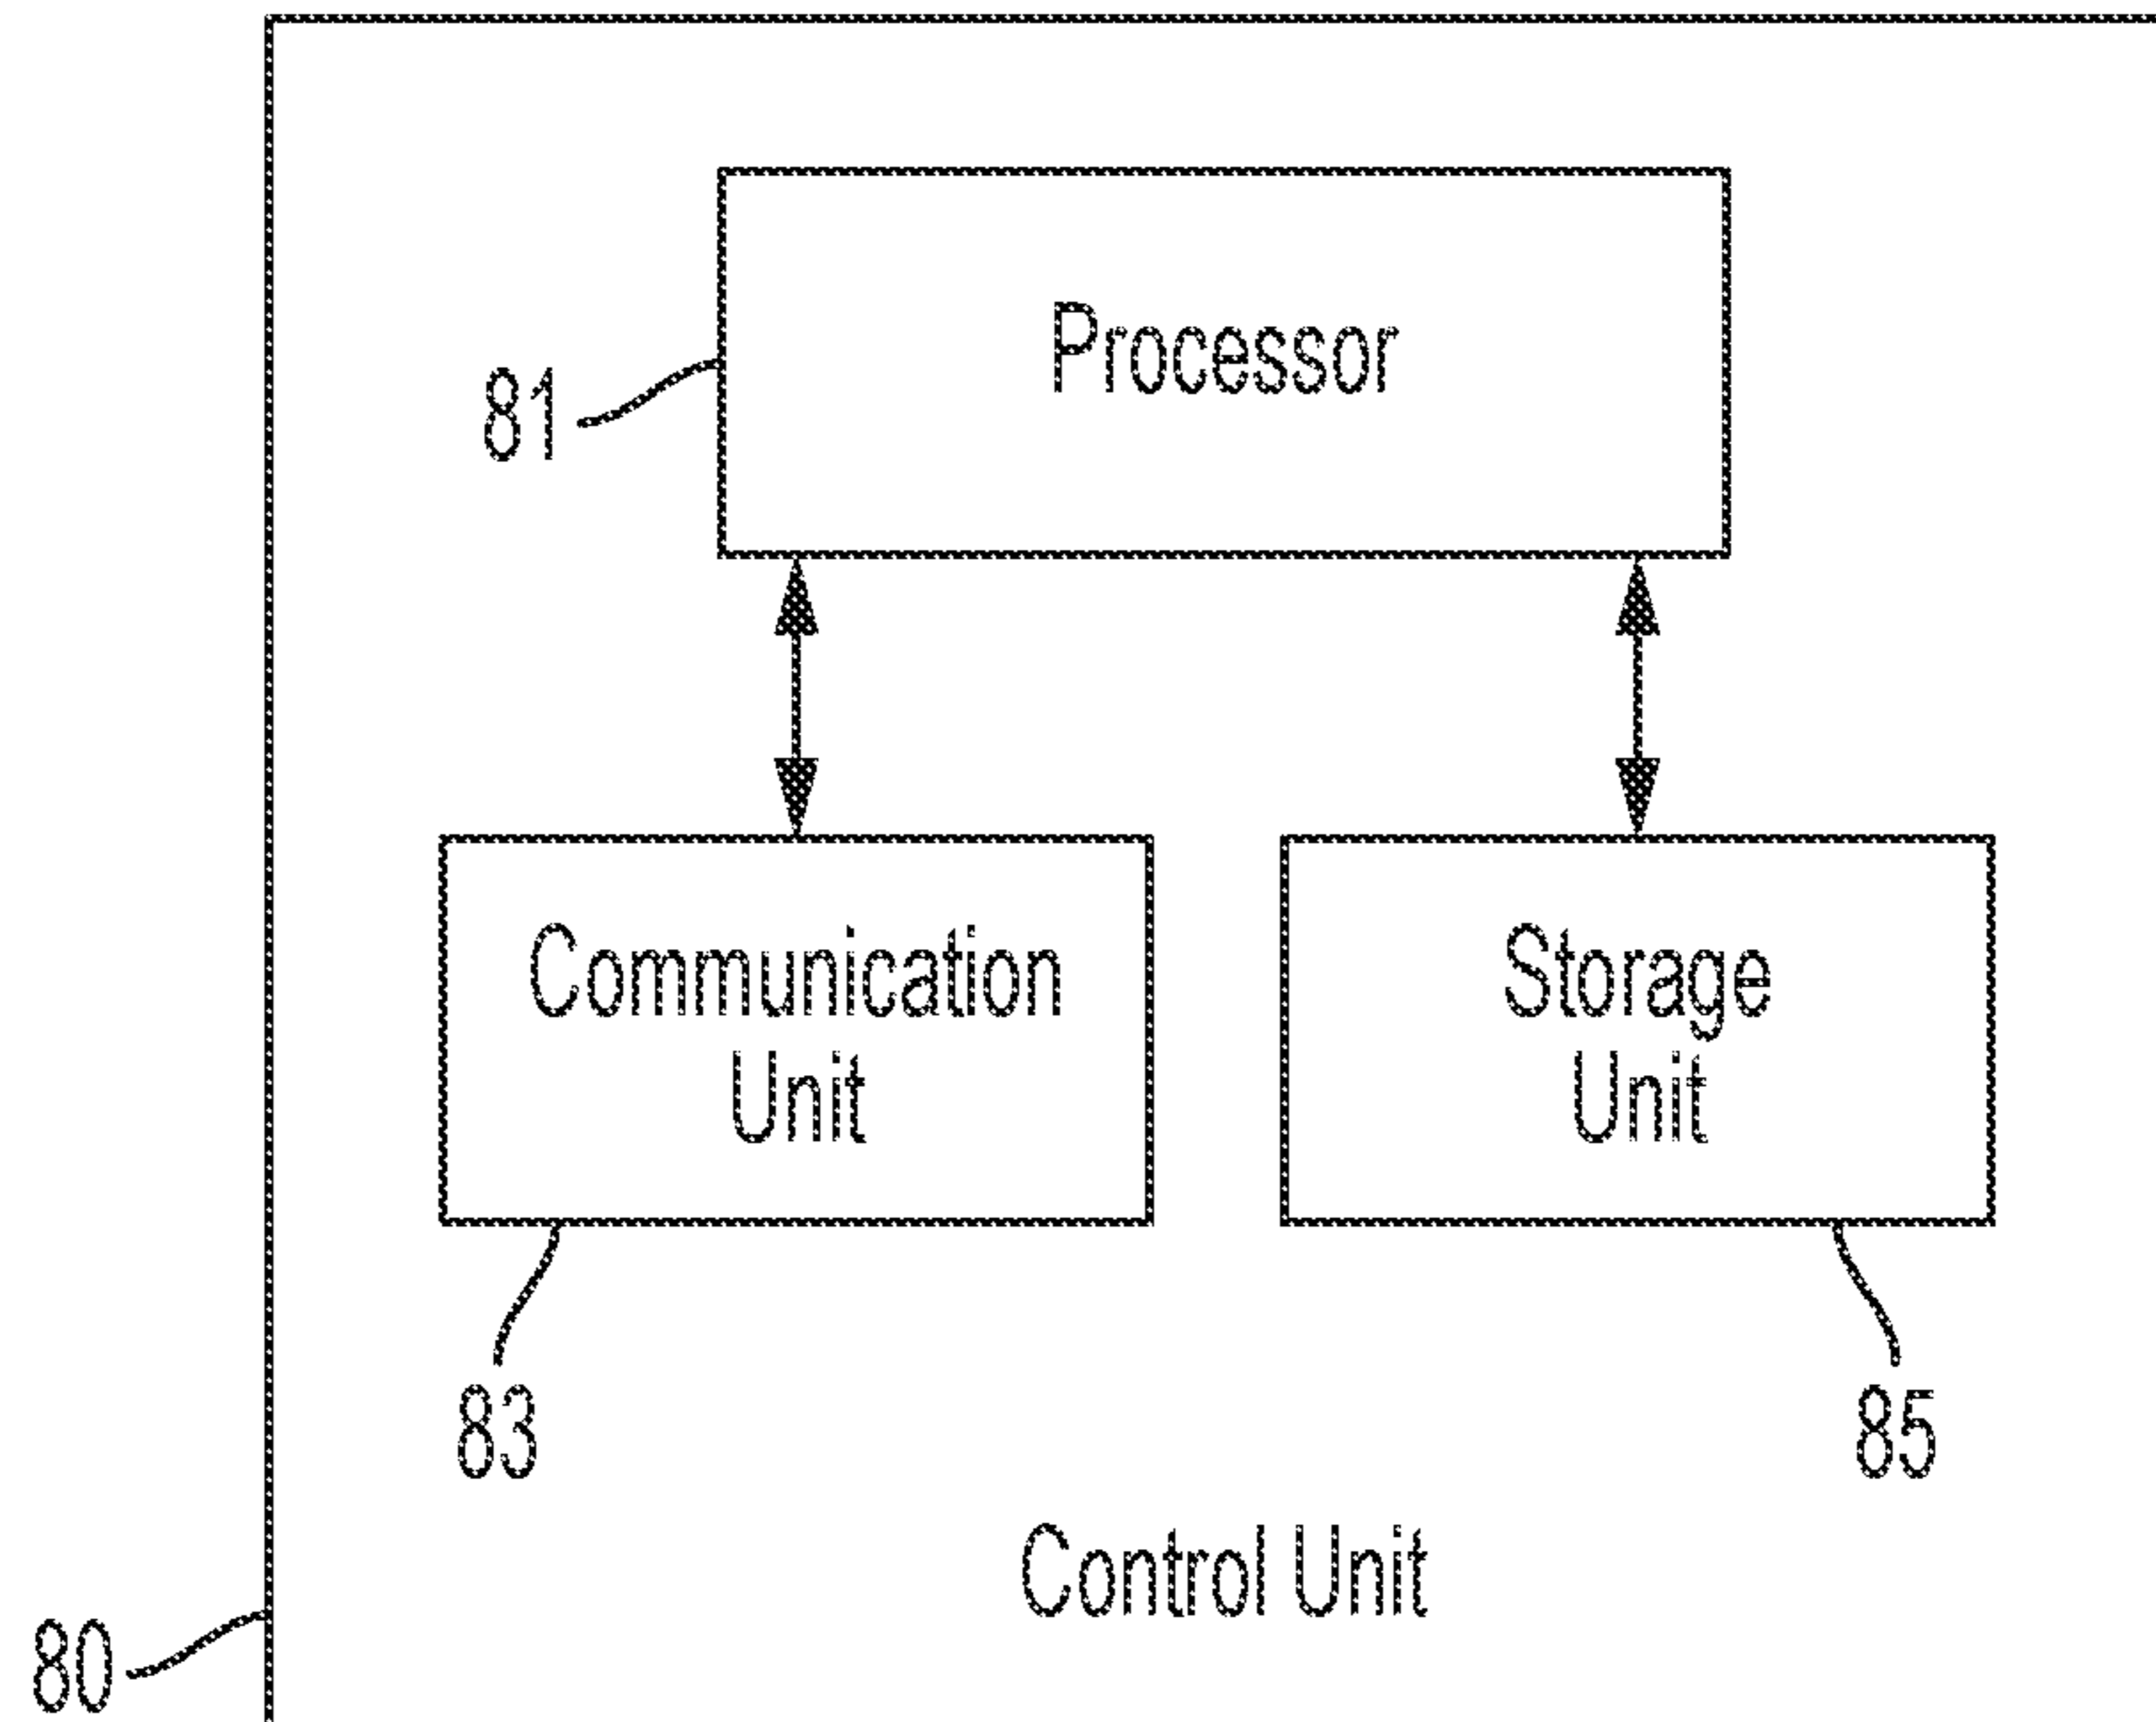 Processor
81
Communication
Unit
Storage
Unit
83
85
Control Unit
80